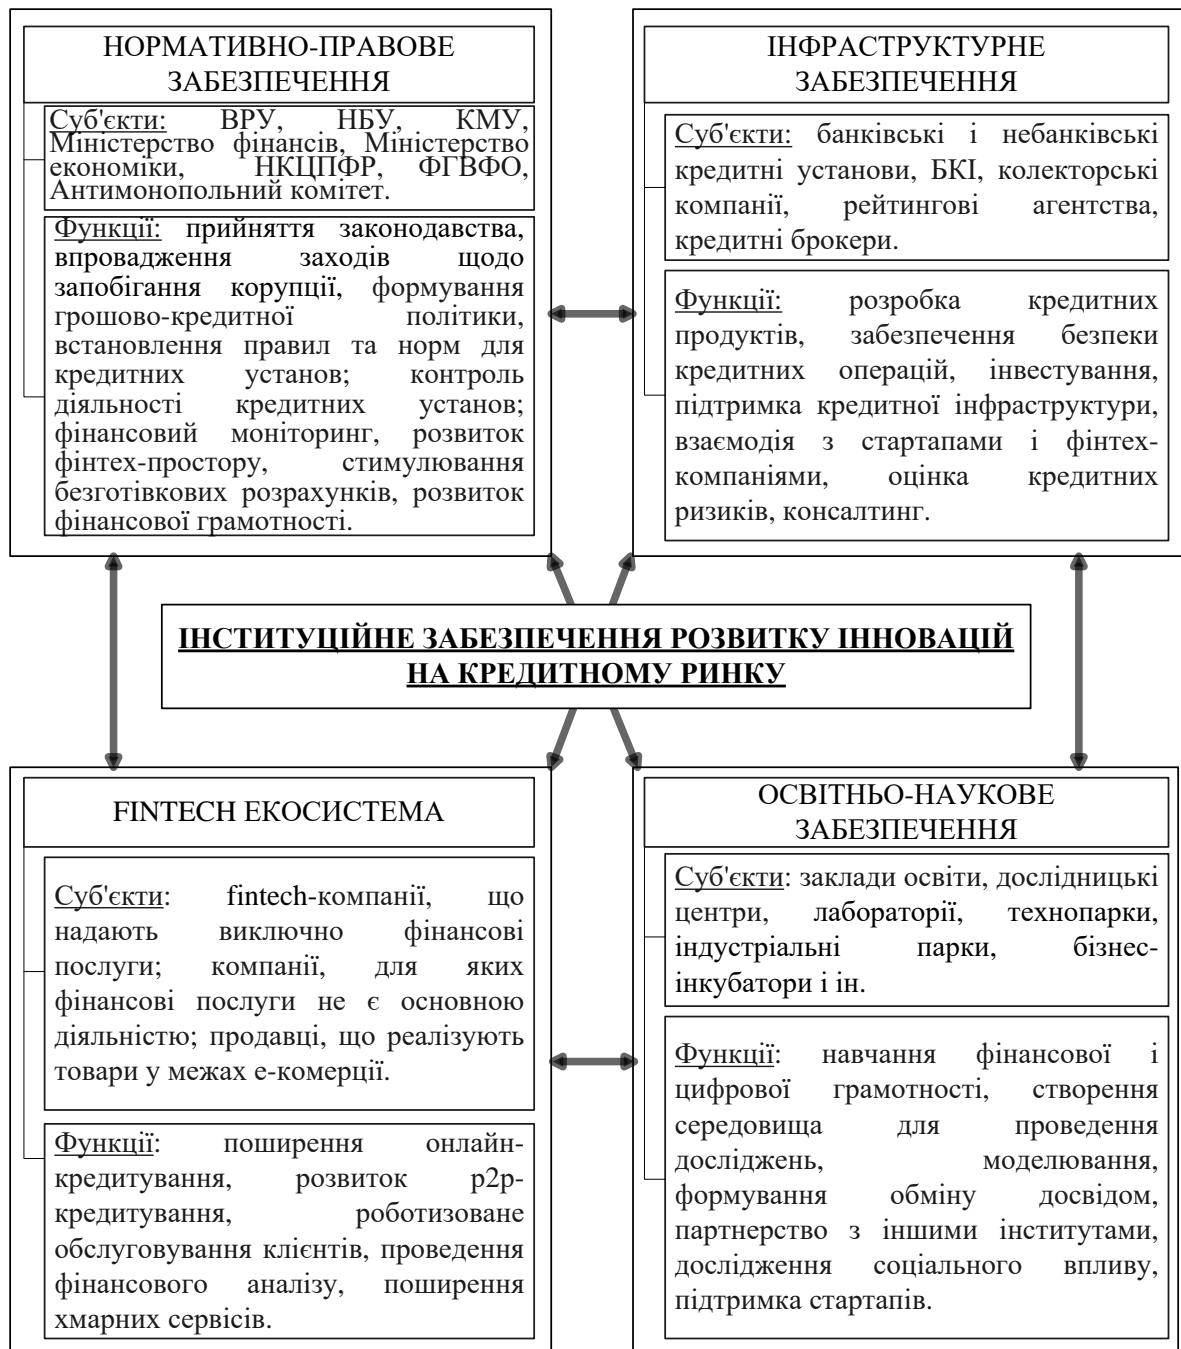 НОРМАТИВНО-ПРАВОВЕ
ЗАБЕЗПЕЧЕННЯ
Суб'єкти: ВРУ, НБУ, КМУ,
Міністерство фінансів, Міністерство
економіки, НКЦПФР, ФГВФО,
Антимонопольний комітет.
Функції: прийняття законодавства,
впровадження заходів щодо
запобігання корупції, формування
грошово-кредитної політики,
встановлення правил та норм для
кредитних установ; контроль
діяльності кредитних установ;
фінансовий моніторинг, розвиток
фінтех-простору, стимулювання
безготівкових розрахунків, розвиток
фінансової грамотності.
ІНФРАСТРУКТУРНЕ
ЗАБЕЗПЕЧЕННЯ
Суб'єкти: банківські і небанківські
кредитні установи, БКІ, колекторські
компанії, рейтингові агентства,
кредитні брокери.
Функції: розробка кредитних
продуктів, забезпечення безпеки
кредитних операцій, інвестування,
підтримка кредитної інфраструктури,
взаємодія з стартапами і фінтех-
компаніями, оцінка кредитних
ризиків, консалтинг.
ІНСТИТУЦІЙНЕ ЗАБЕЗПЕЧЕННЯ РОЗВИТКУ ІННОВАЦІЙ
НА КРЕДИТНОМУ РИНКУ
FINTECH ЕКОСИСТЕМА
Суб'єкти: fintech-компанії, що
надають виключно фінансові
послуги; компанії, для яких
фінансові послуги не є основною
діяльністю; продавці, що реалізують
товари у межах е-комерції.
Функції: поширення онлайн-
кредитування, розвиток р2р-
кредитування, роботизоване
обслуговування клієнтів, проведення
фінансового аналізу, поширення
хмарних сервісів.
ОСВІТНЬО-НАУКОВЕ
ЗАБЕЗПЕЧЕННЯ
Суб'єкти: заклади освіти, дослідницькі
центри, лабораторії, технопарки,
індустріальні парки, бізнес-
інкубатори і ін.
Функції: навчання фінансової і
цифрової грамотності, створення
середовища для проведення
досліджень, моделювання,
формування обміну досвідом,
партнерство з іншими інститутами,
дослідження соціального впливу,
підтримка стартапів.